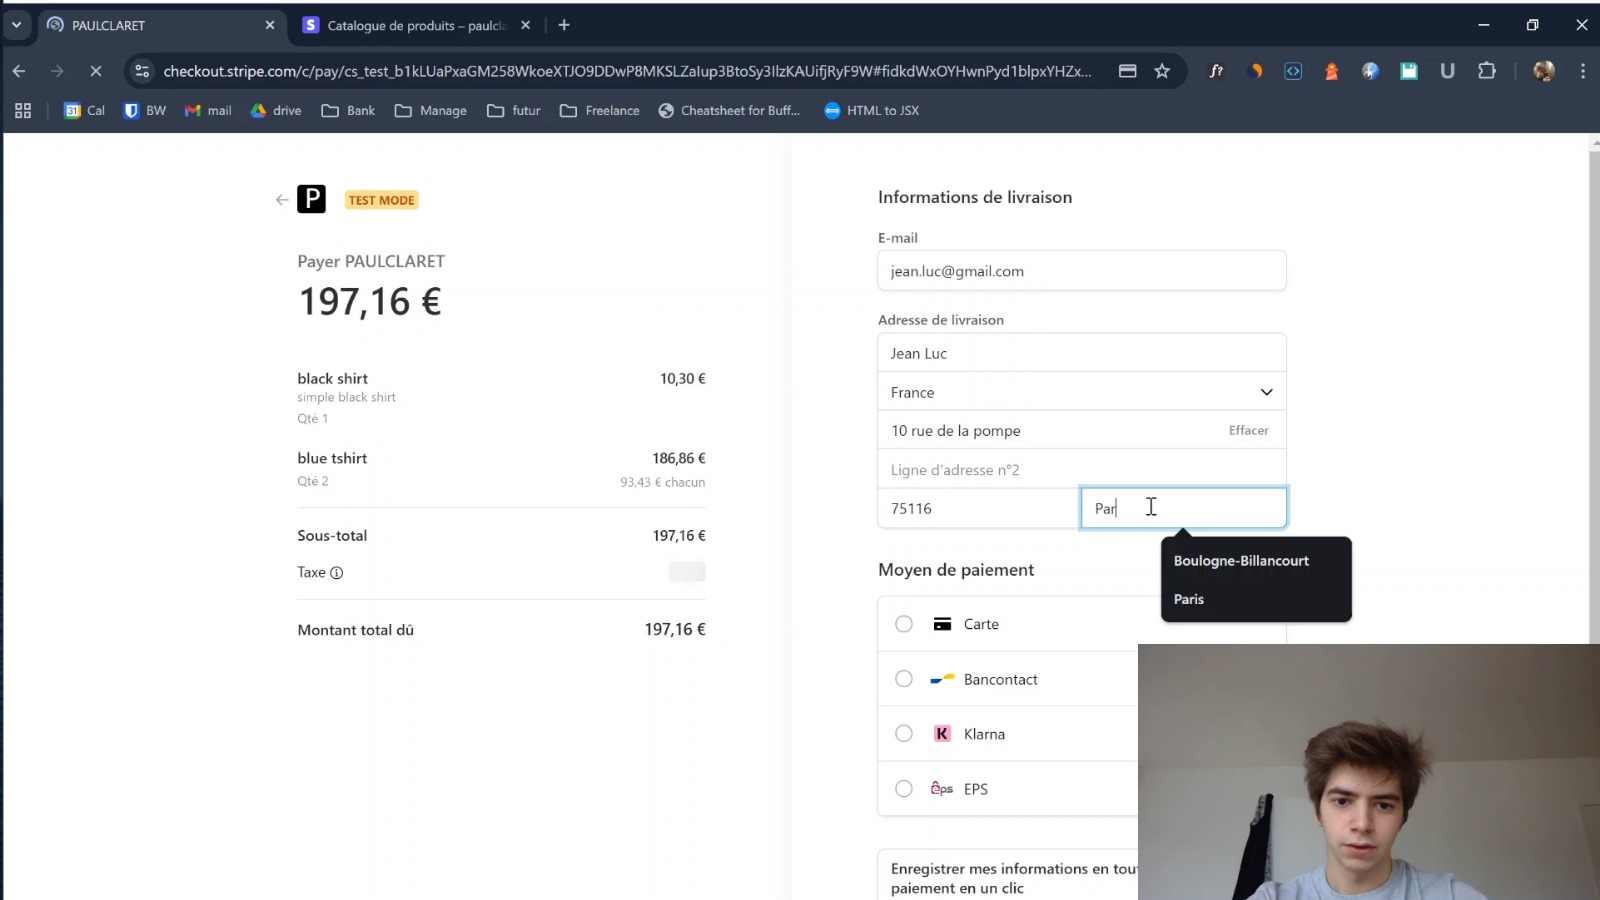 PAULCLARET
S
Catalogue de produits – paulcla
checkout.stripe.com/c/pay/cs_test_b1kLUaPxaGM258WkoeXTJO9DDwP8MKSLZaIup3BtoSy3IlzKAUifjRyF9W#fidkdWxOYHwnPyd1blpxYHZx...
f?
U
31
Cal
BW
mail
drive
Bank
Manage
futur
Freelance
Cheatsheet for Buff...
HTML to JSX
P
TEST MODE
Payer PAULCLARET
197,16 €
black shirt
10,30 €
simple black shirt
Qté 1
blue tshirt
186,86 €
Qté 2
93,43 € chacun
Sous-total
197,16 €
Taxe
Montant total dû
197,16 €
Informations de livraison
E-mail
jean.luc@gmail.com
Adresse de livraison
Jean Luc
France
10 rue de la pompe
Effacer
Ligne d'adresse n°2
75116
Par
Boulogne-Billancourt
Paris
Moyen de paiement
Carte
Bancontact
K
Klarna
eps
EPS
Enregistrer mes informations en tou
paiement en un clic